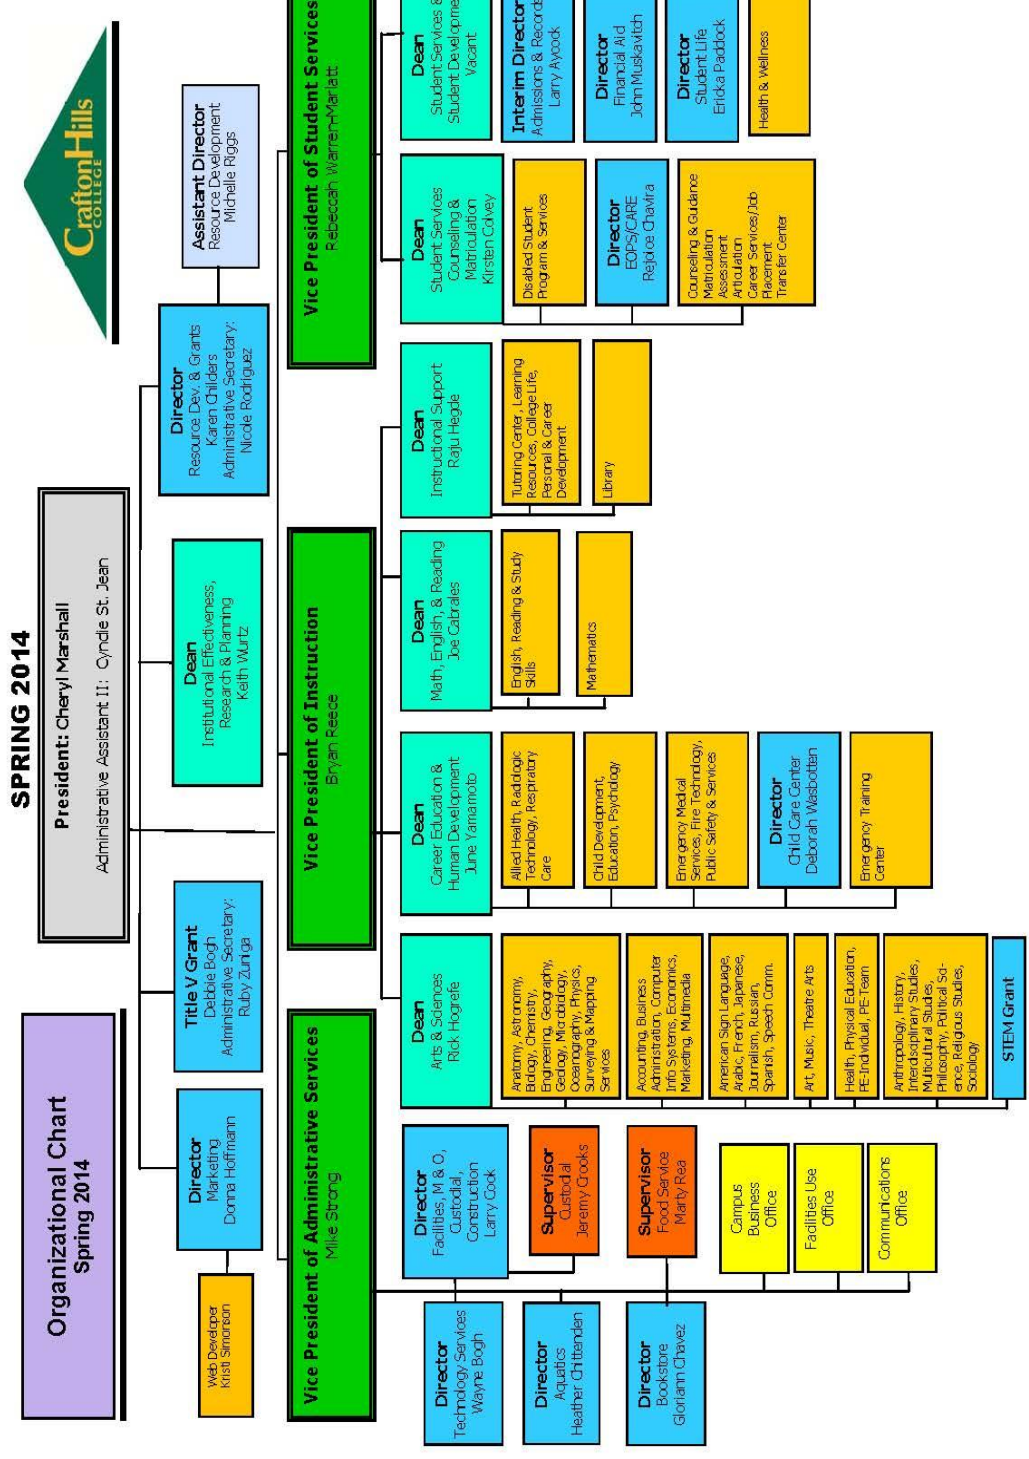 SPRING 2014
Organizational Chart
Spring 2014
President: Cheryl Marshall
Administrative Assistant II: Cyndie St. Jean
CraftonHills
COLLEGE
Web Developer
Kristi Simonson
Director
Marketing
Donna Hoffmann
Title V Grant
Debbie Bogh
Administrative Secretary:
Ruby Zuniga
Dean
Institutional Effectiveness,
Research & Planning
Keith Wurtz
Director
Resource Dev. & Grants
Karen Childers
Administrative Secretary:
Nicole Rodriguez
Assistant Director
Resource Development
Michelle Riggs
Vice President of Administrative Services
Mike Strong
Director
Technology Services
Wayne Bogh
Director
Aquatics
Heather Chittenden
Director
Bookstore
Gloriann Chavez
Director
Facilities, M & O,
Custodial,
Construction
Larry Cook
Supervisor
Custodial
Jeremy Crooks
Supervisor
Food Service
Marty Rea
Campus
Business
Office
Facilities Use
Office
Communications
Office
Vice President of Instruction
Bryan Reece
Dean
Arts & Sciences
Rick Hogrefe
Anatomy, Astronomy,
Biology, Chemistry,
Engineering, Geography,
Geology, Microbiology,
Oceanography, Physics,
Surveying & Mapping
Services
Accounting, Business
Administration, Computer
Info Systems, Economics,
Marketing, Multimedia
American Sign Language,
Arabic, French, Japanese,
Journalism, Russian,
Spanish, Speech Comm.
Art, Music, Theatre Arts
Health, Physical Education,
PE-Individual, PE-Team
Anthropology, History,
Interdisciplinary Studies,
Multicultural Studies,
Philosophy, Political Sci-
ence, Religious Studies,
Sociology
STEM Grant
Dean
Career Education &
Human Development
June Yamamoto
Allied Health, Radiologic
Technology, Respiratory
Care
Child Development,
Education, Psychology
Emergency Medical
Services, Fire Technology,
Public Safety & Services
Director
Child Care Center
Deborah Wasbotten
Emergency Training
Center
Dean
Math, English, & Reading
Joe Cabrales
English, Reading & Study
Skills
Mathematics
Dean
Instructional Support
Raju Hegde
Tutoring Center, Learning
Resources, College Life,
Personal & Career
Development
Library
Vice President of Student Services
Rebeccah Warren-Marlatt
Dean
Student Services
Counseling &
Matriculation
Kirsten Colvey
Disabled Student
Program & Services
Director
EOPS/CARE
Rejoice Chavira
Counseling & Guidance
Matriculation
Assessment
Articulation
Career Services/Job
Placement
Transfer Center
Dean
Student Services &
Student Development
Vacant
Interim Director
Admissions & Records
Larry Aycock
Director
Financial Aid
John Muskavitch
Director
Student Life
Ericka Paddock
Health & Wellness